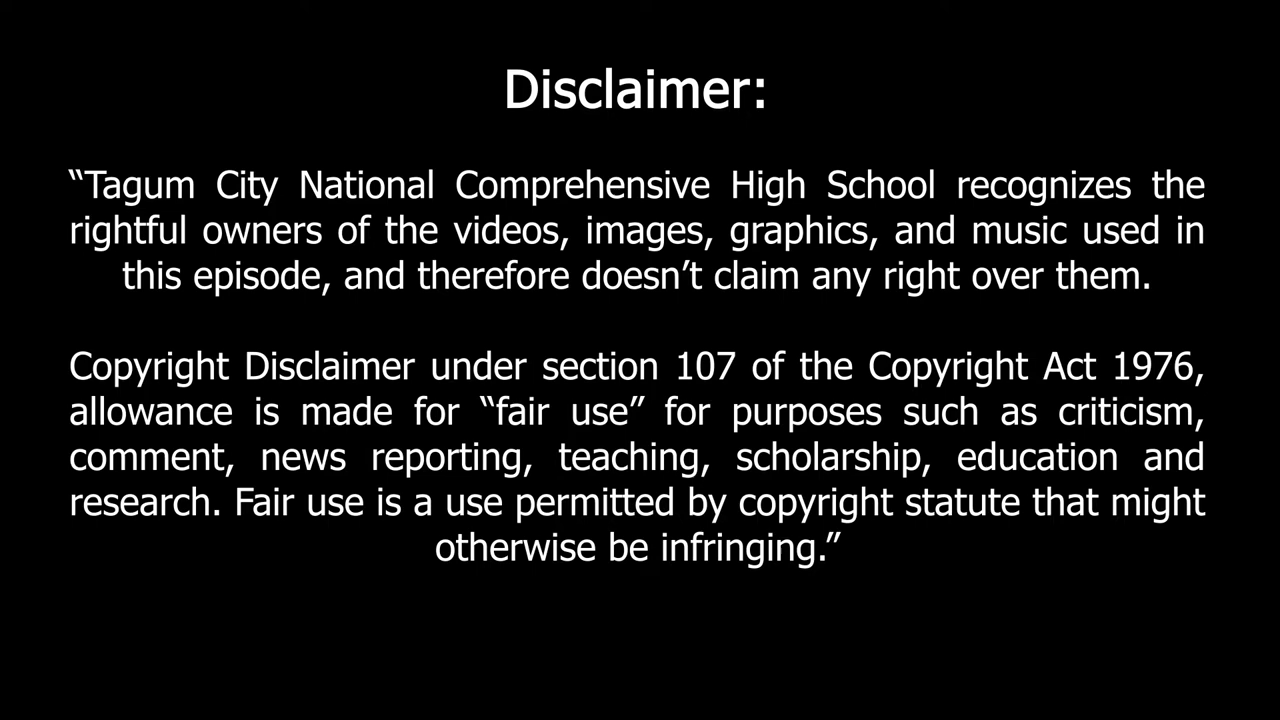 Disclaimer:
“Tagum City National Comprehensive High School recognizes the
rightful owners of the videos, images, graphics, and music used in
this episode, and therefore doesn’t claim any right over them.
Copyright Disclaimer under section 107 of the Copyright Act 1976,
allowance is made for “fair use” for purposes such as criticism,
comment, news reporting, teaching, scholarship, education and
research. Fair use is a use permitted by copyright statute that might
otherwise be infringing.”